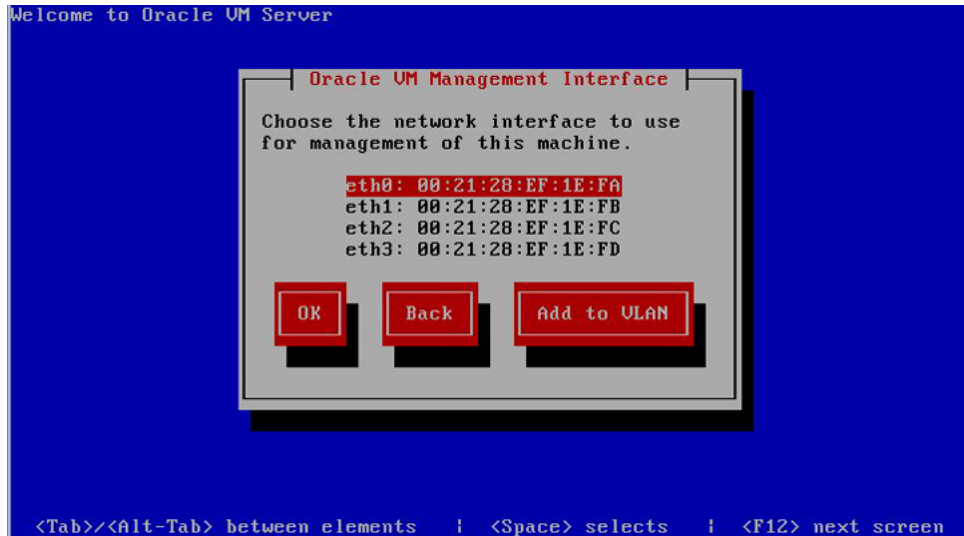 Welcome to Oracle VM Server
Oracle VM Management Interface
Choose the network interface to use
for management of this machine.
eth0: 00:21:28:EF:1E:FA
eth1: 00:21:28:EF:1E:FB
eth2: 00:21:28:EF:1E:FC
eth3: 00:21:28:EF:1E:FD
OK Back Add to VLAN
<Tab>/<Alt-Tab> between elements | <Space> selects | <F12> next screen